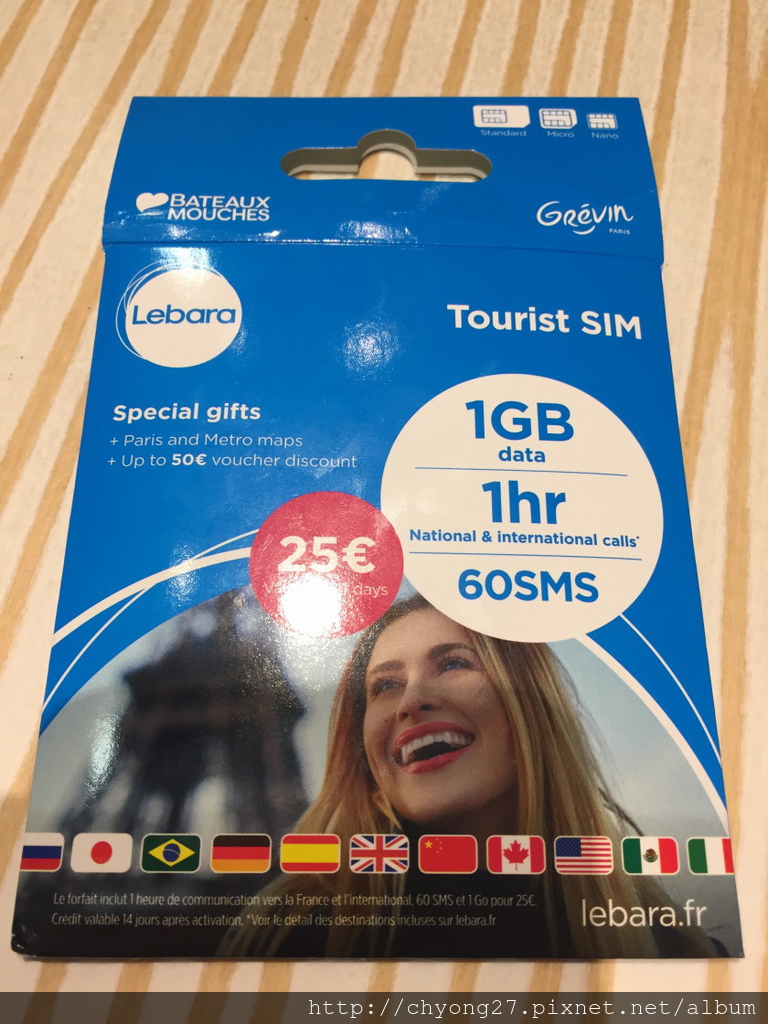 Standard Micro Nano
BATEAUX
MOUCHES
Grévin
PARIS
Lebara
Tourist SIM
Special gifts
+ Paris and Metro maps
+ Up to 50€ voucher discount
1GB
data
1hr
National & international calls*
60SMS
25€
days
Le forfait inclut 1 heure de communication vers la France et l'international, 60 SMS et 1 Go pour 25€.
Crédit valable 14 jours après activation. *Voir le détail des destinations incluses sur lebara.fr
lebara.fr
http://chyong27.pixnet.net/album